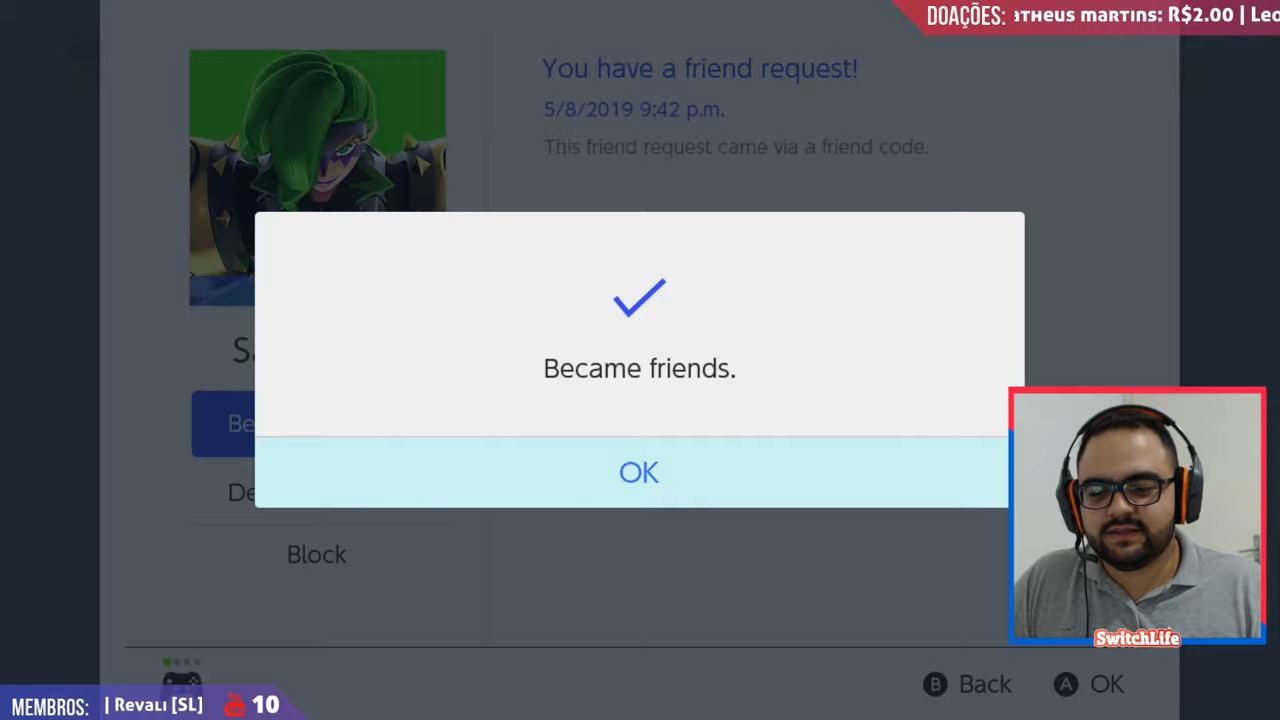 DOAÇÕES: ATHEUS MARTINS: R$2.00 | Leo
You have a friend request!
5/8/2019 9:42 p.m.
This friend request came via a friend code.
Became friends.
OK
Block
SwitchLife
B Back A OK
MEMBROS: | Revali [SL] 10